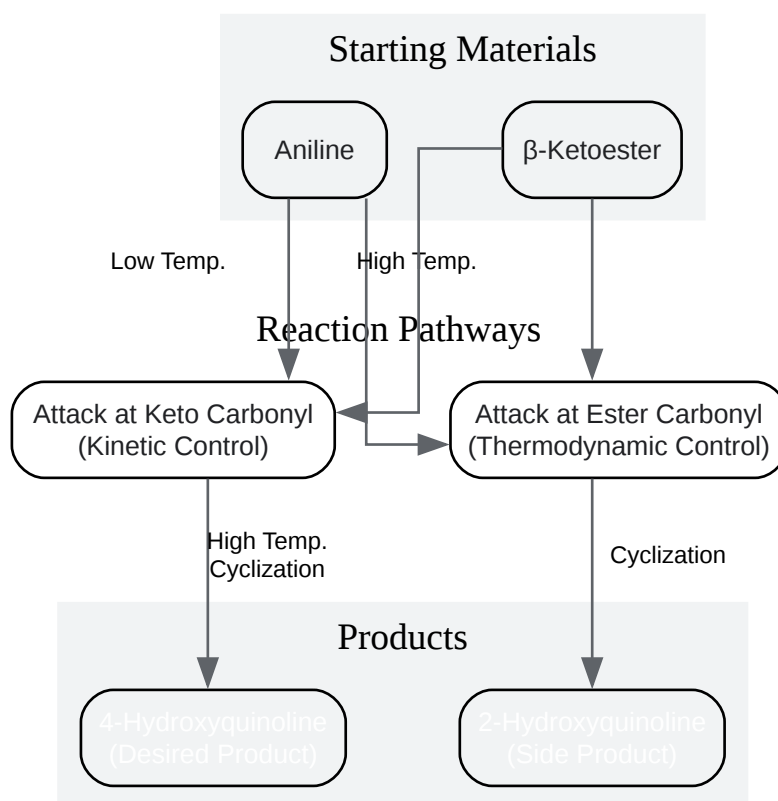 Starting Materials
Aniline
β-Ketoester
Low Temp.
High Temp.
Reaction Pathways
Attack at Keto Carbonyl
(Kinetic Control)
Attack at Ester Carbonyl
(Thermodynamic Control)
High Temp.
Cyclization
Cyclization
Products
4-Hydroxyquinoline
(Desired Product)
2-Hydroxyquinoline
(Side Product)